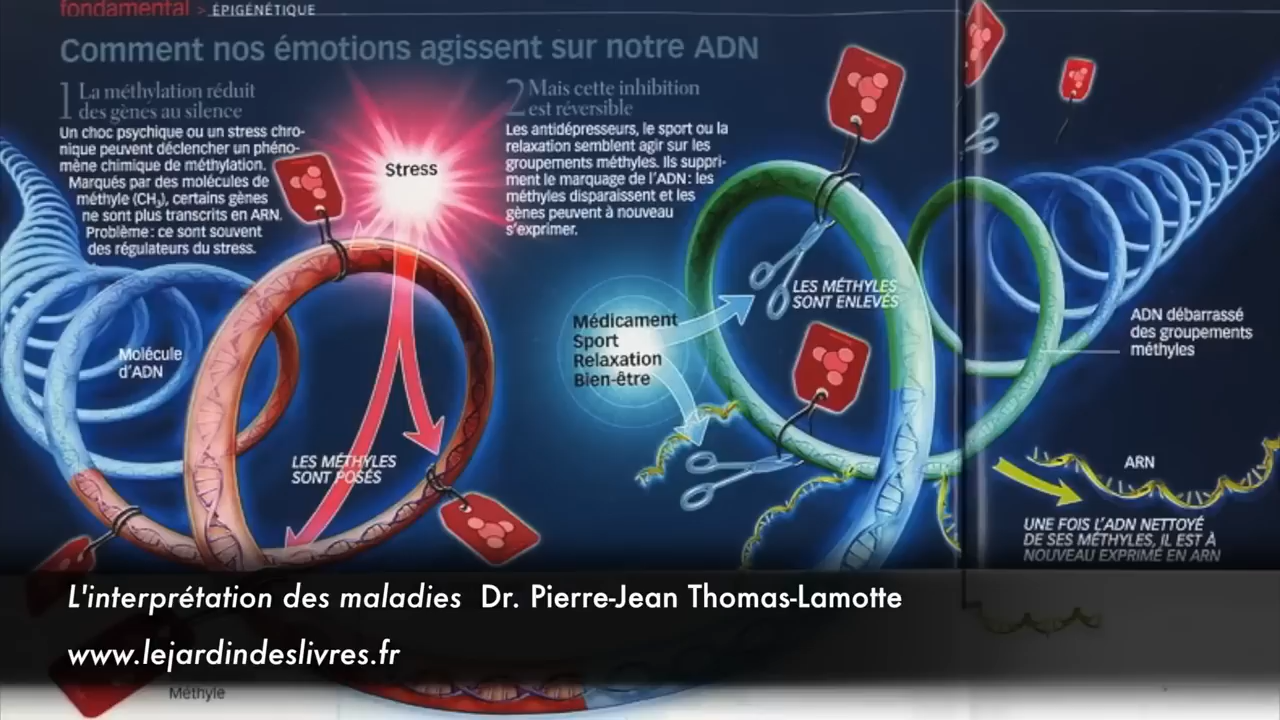 fondamental > ÉPIGÉNÉTIQUE
Comment nos émotions agissent sur notre ADN
1 La méthylation réduit
des gènes au silence
Un choc psychique ou un stress chro-
nique peuvent déclencher un phéno-
mène chimique de méthylation.
Marqués par des molécules de
méthyle (CH₃), certains gènes
ne sont plus transcrits en ARN.
Problème : ce sont souvent
des régulateurs du stress.
Stress
2 Mais cette inhibition
est réversible
Les antidépresseurs, le sport ou la
relaxation semblent agir sur les
groupements méthyles. Ils suppri-
ment le marquage de l'ADN : les
méthyles disparaissent et les
gènes peuvent à nouveau
s'exprimer.
LES MÉTHYLES
SONT ENLEVÉS
Médicament
Sport
Relaxation
Bien-être
ADN débarrassé
des groupements
méthyles
Molécule
d'ADN
LES MÉTHYLES
SONT POSÉS
ARN
UNE FOIS L'ADN NETTOYÉ
DE SES MÉTHYLES, IL EST À
NOUVEAU EXPRIMÉ EN ARN
L'interprétation des maladies Dr. Pierre-Jean Thomas-Lamotte
www.lejardindeslivres.fr
Méthyle